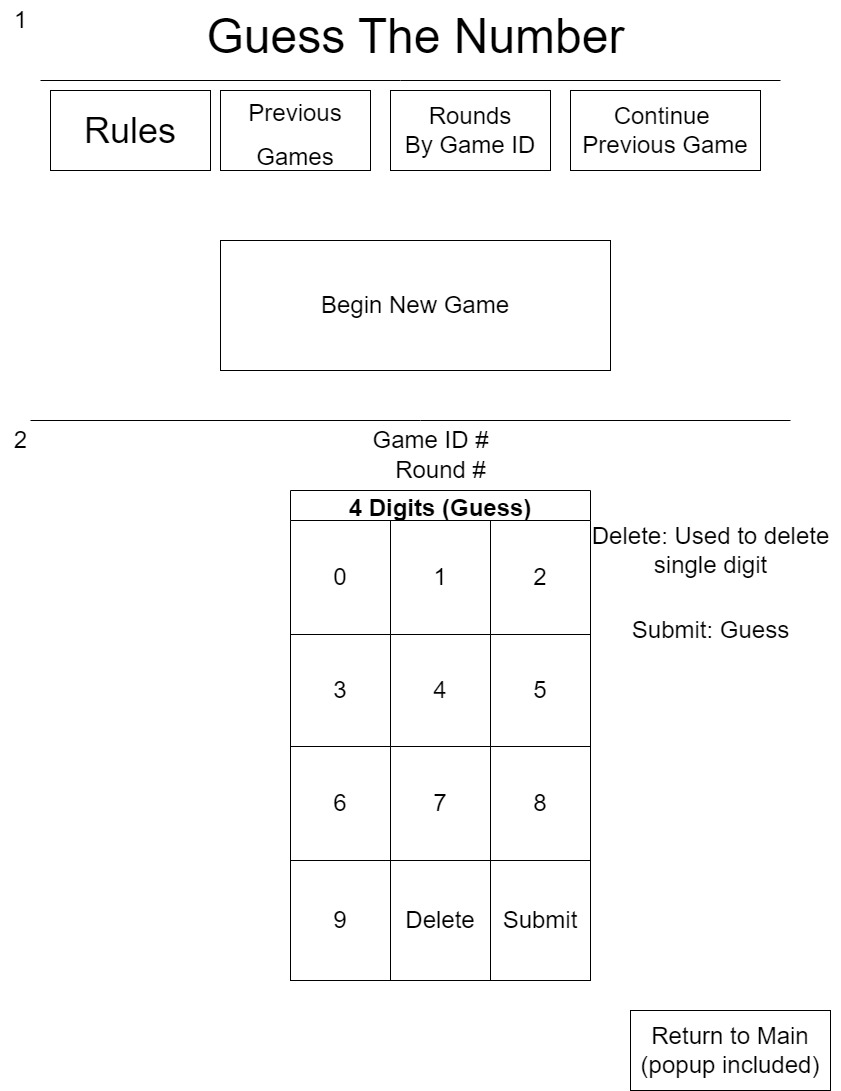 1
Guess The Number
Rules
Previous
Games
Rounds
By Game ID
Continue
Previous Game
Begin New Game
2
Game ID #
Round #
4 Digits (Guess)
0 1 2
3 4 5
6 7 8
9 Delete Submit
Delete: Used to delete
single digit
Submit: Guess
Return to Main
(popup included)